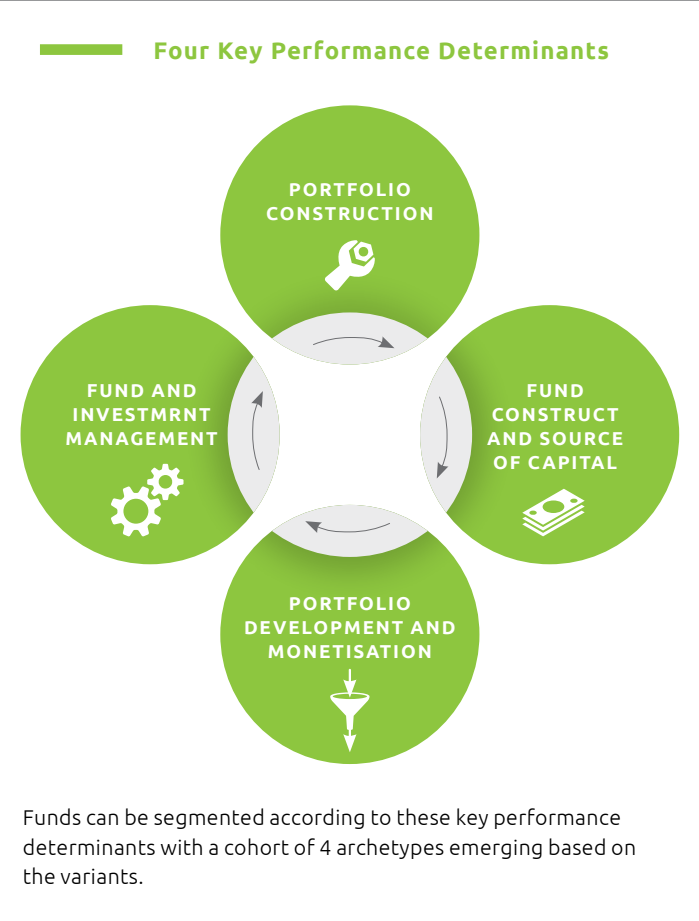 Four Key Performance Determinants
PORTFOLIO
CONSTRUCTION
FUND AND
INVESTMRNT
MANAGEMENT
FUND
CONSTRUCT
AND SOURCE
OF CAPITAL
PORTFOLIO
DEVELOPMENT AND
MONETISATION
Funds can be segmented according to these key performance
determinants with a cohort of 4 archetypes emerging based on
the variants.